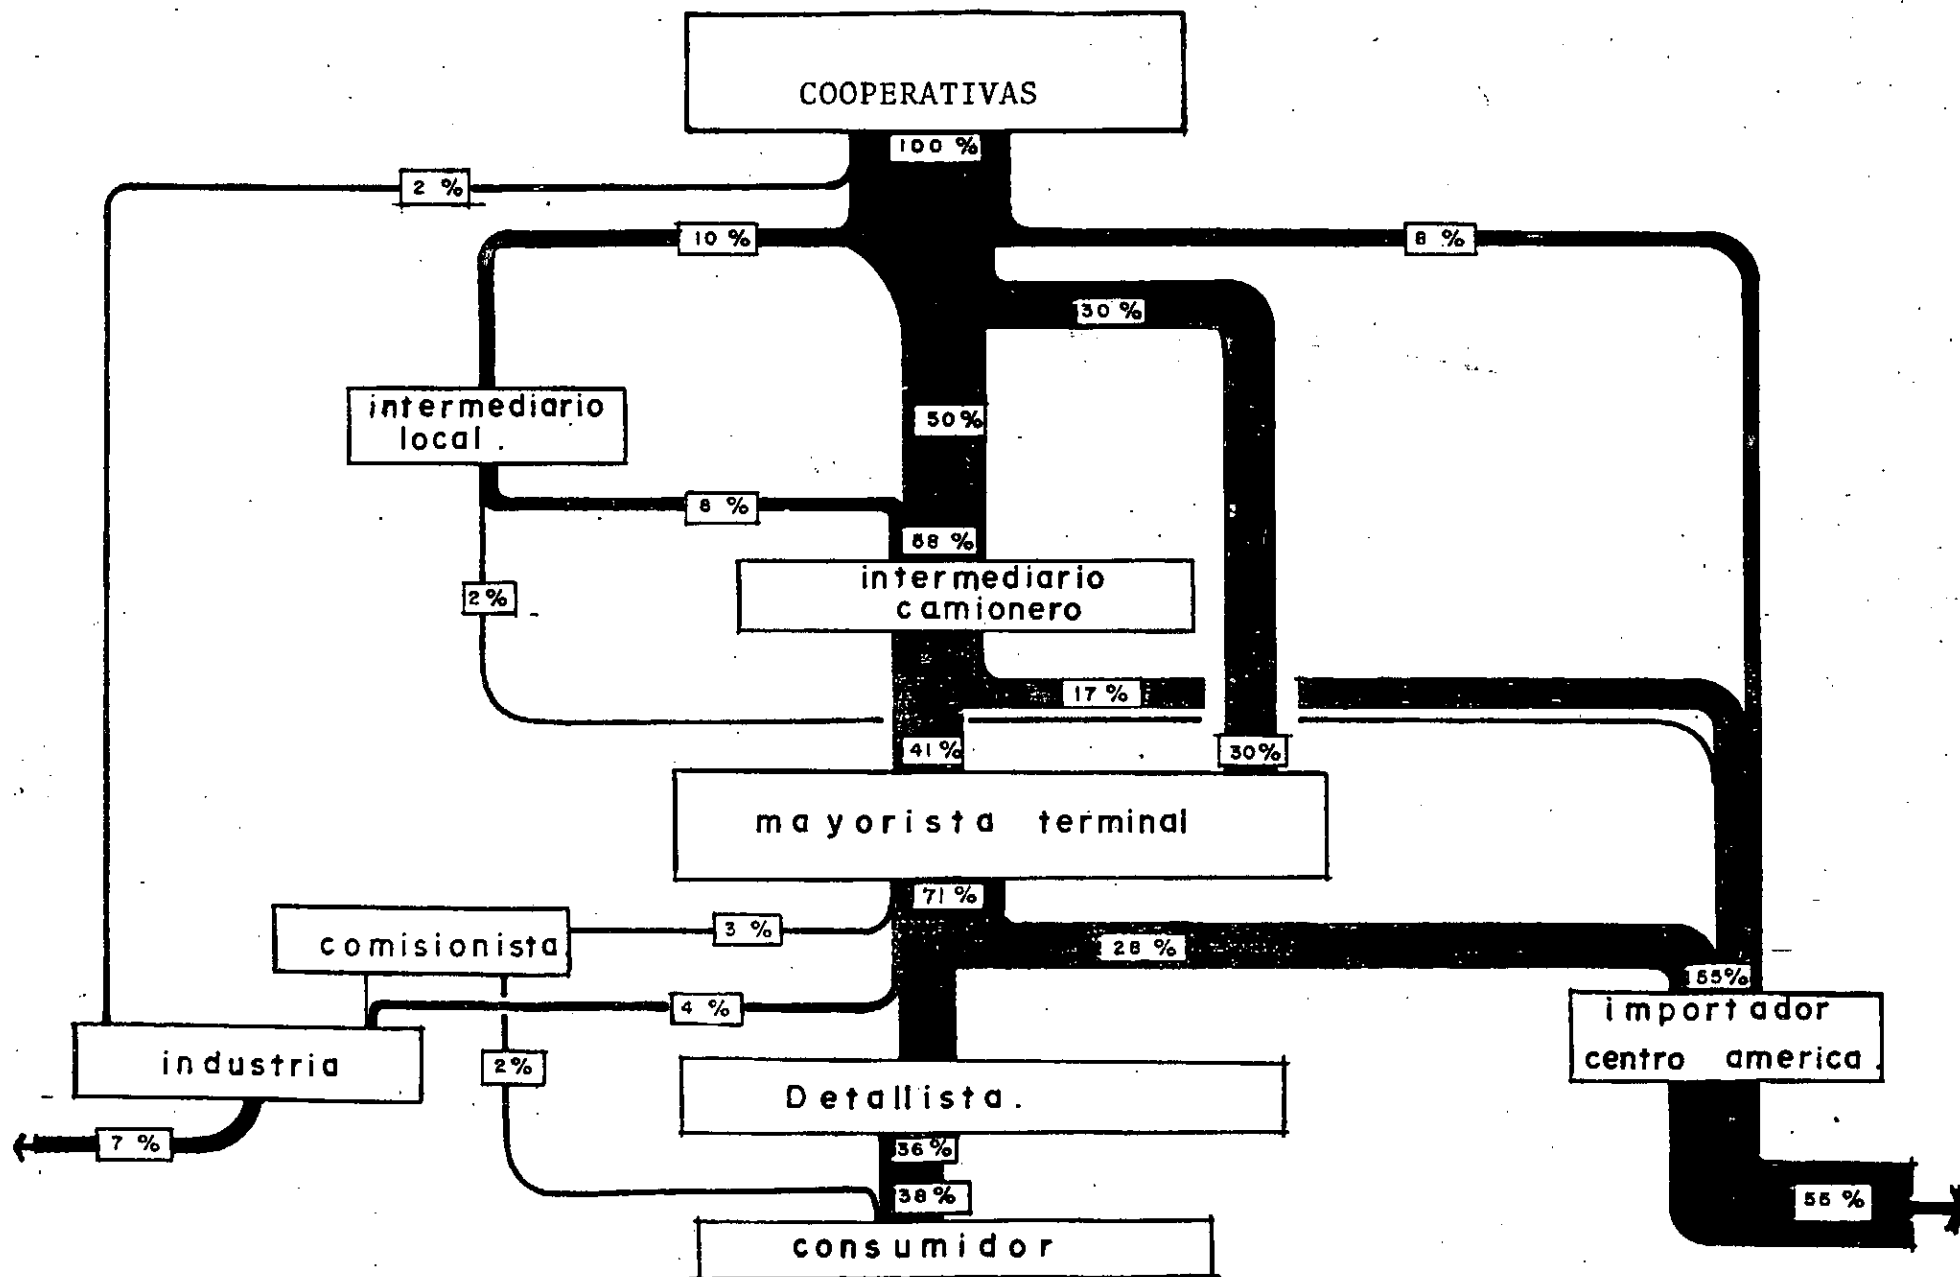 COOPERATIVAS
100 %
2 %
10 %
8 %
30 %
intermediario
local.
50 %
8 %
58 %
intermediario
camionero
2 %
17 %
41 %
30 %
mayorista terminal
71 %
3 %
comisionista
28 %
4 %
55%
importador
centro america.
industria
2%
Detallista.
7 %
36 %
38 %
55 %
consumidor